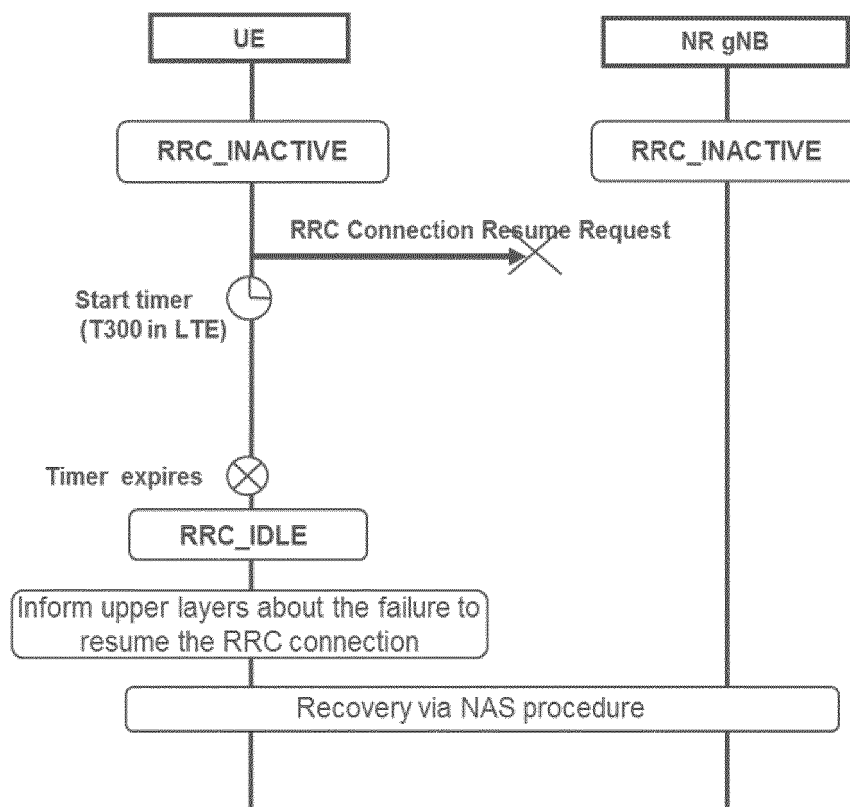 UE
NR gNB
RRC_INACTIVE
RRC_INACTIVE
RRC Connection Resume Request
Start timer
(T300 in LTE)
Timer expires
RRC_IDLE
Inform upper layers about the failure to
resume the RRC connection
Recovery via NAS procedure